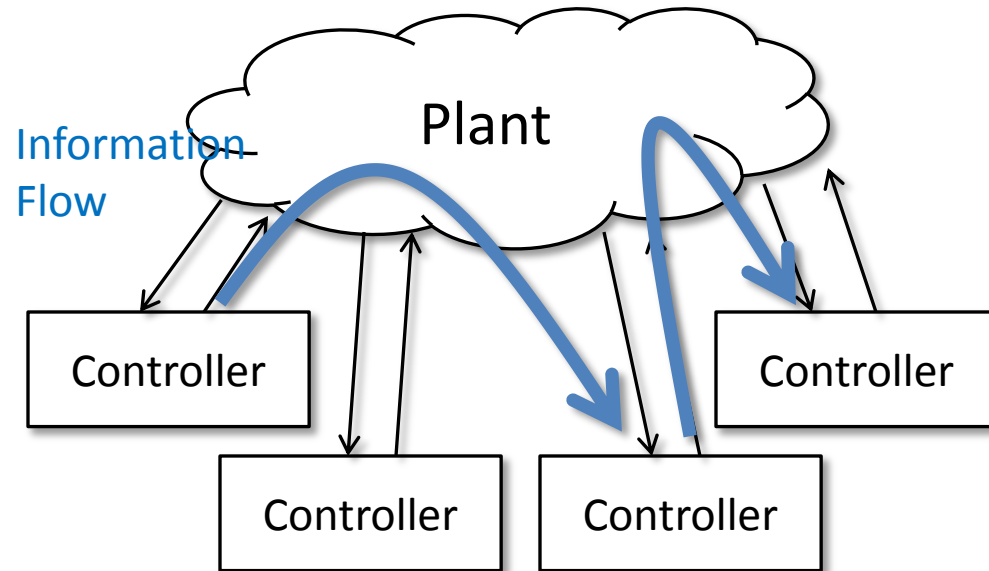 Plant
Information
Flow
Controller
Controller
Controller
Controller